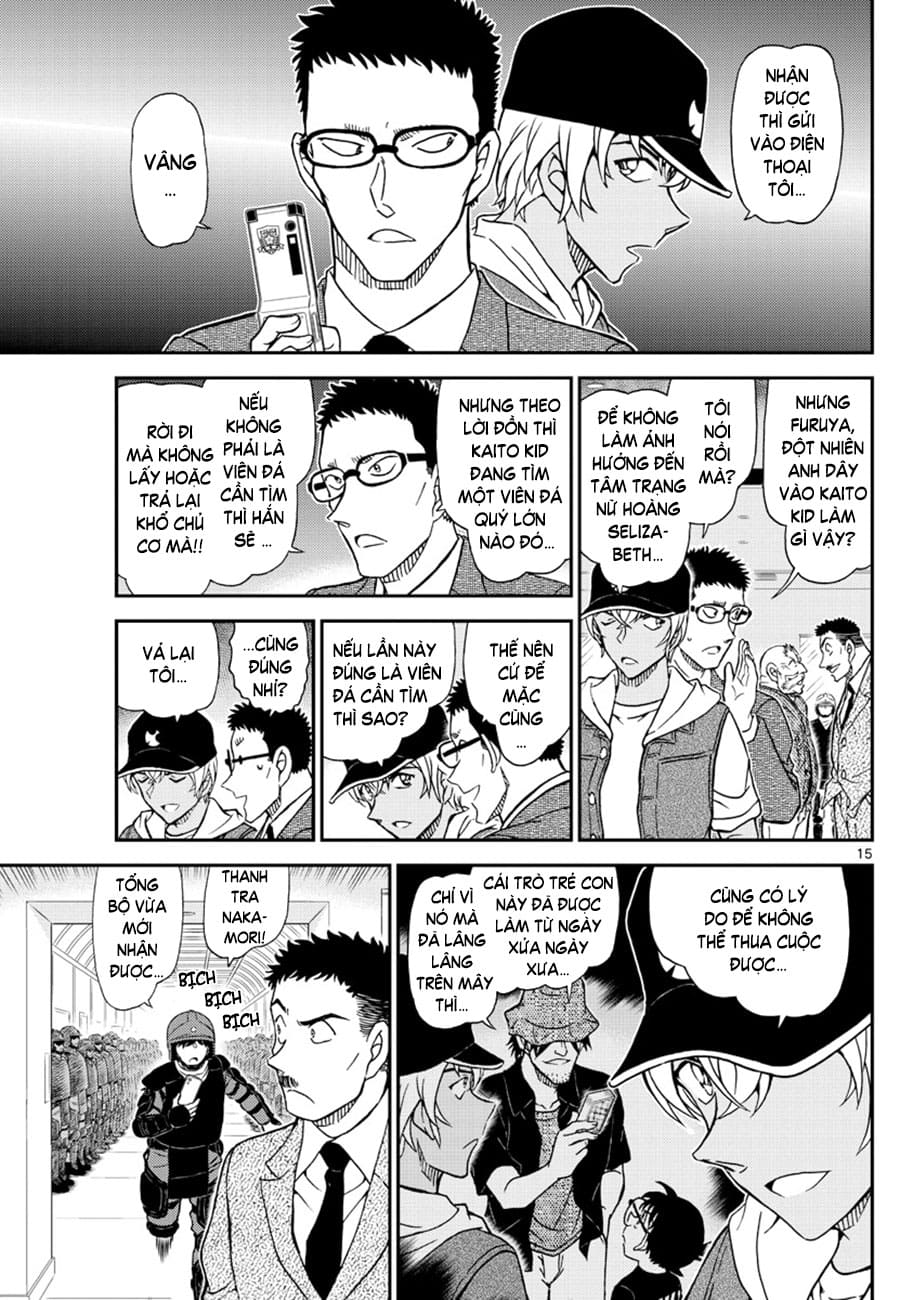 NHẬN
ĐƯỢC
THÌ GỬI
VÀO ĐIỆN
THOẠI
TÔI...
VÂNG
...
NHƯNG
FURUYA,
ĐỘT NHIÊN
ANH DÂY
VÀO KAITO
KID LÀM
GÌ VẬY?
TÔI
NÓI
RỒI
MÀ?
ĐỂ KHÔNG
LÀM ẢNH
HƯỚNG ĐẾN
TÂM TRẠNG
NỮ HOÀNG
SELIZA-
BETH...
NHƯNG THEO
LỜI ĐỒN THÌ
KAITO KID
ĐANG TÌM
MỘT VIÊN ĐÁ
QUÝ LỚN
NÀO ĐÓ...
NẾU
KHÔNG
PHẢI LÀ
VIÊN ĐÁ
CẦN TÌM
THÌ HẮN
SẼ ...
RỜI ĐI
MÀ KHÔNG
LẤY HOẶC
TRẢ LẠI
KHỔ CHỦ
CƠ MÀ!!
THẾ NÊN
CỨ ĐỂ
MẶC
CŨNG
...
NẾU LẦN NÀY
ĐÚNG LÀ VIÊN
ĐÁ CẦN TÌM
THÌ SAO?
...CŨNG
ĐÚNG
NHỈ?
VẢ LẠI
TÔI...
15
CŨNG CÓ LÝ
DO ĐỂ KHÔNG
THỂ THUA CUỘC
ĐƯỢC...
CÁI TRÒ TRẺ CON
NÀY ĐÃ ĐƯỢC
LÀM TỪ NGÀY
XỬA NGÀY
XƯA...
CHỈ VÌ
NÓ MÀ
ĐÃ LÂNG
LÂNG
TRÊN MÂY
THÌ...
THANH
TRA
NAKA-
MORI!
TỔNG
BỘ VỪA
MỚI
NHẬN
ĐƯỢC...
BỊCH
BỊCH
BỊCH